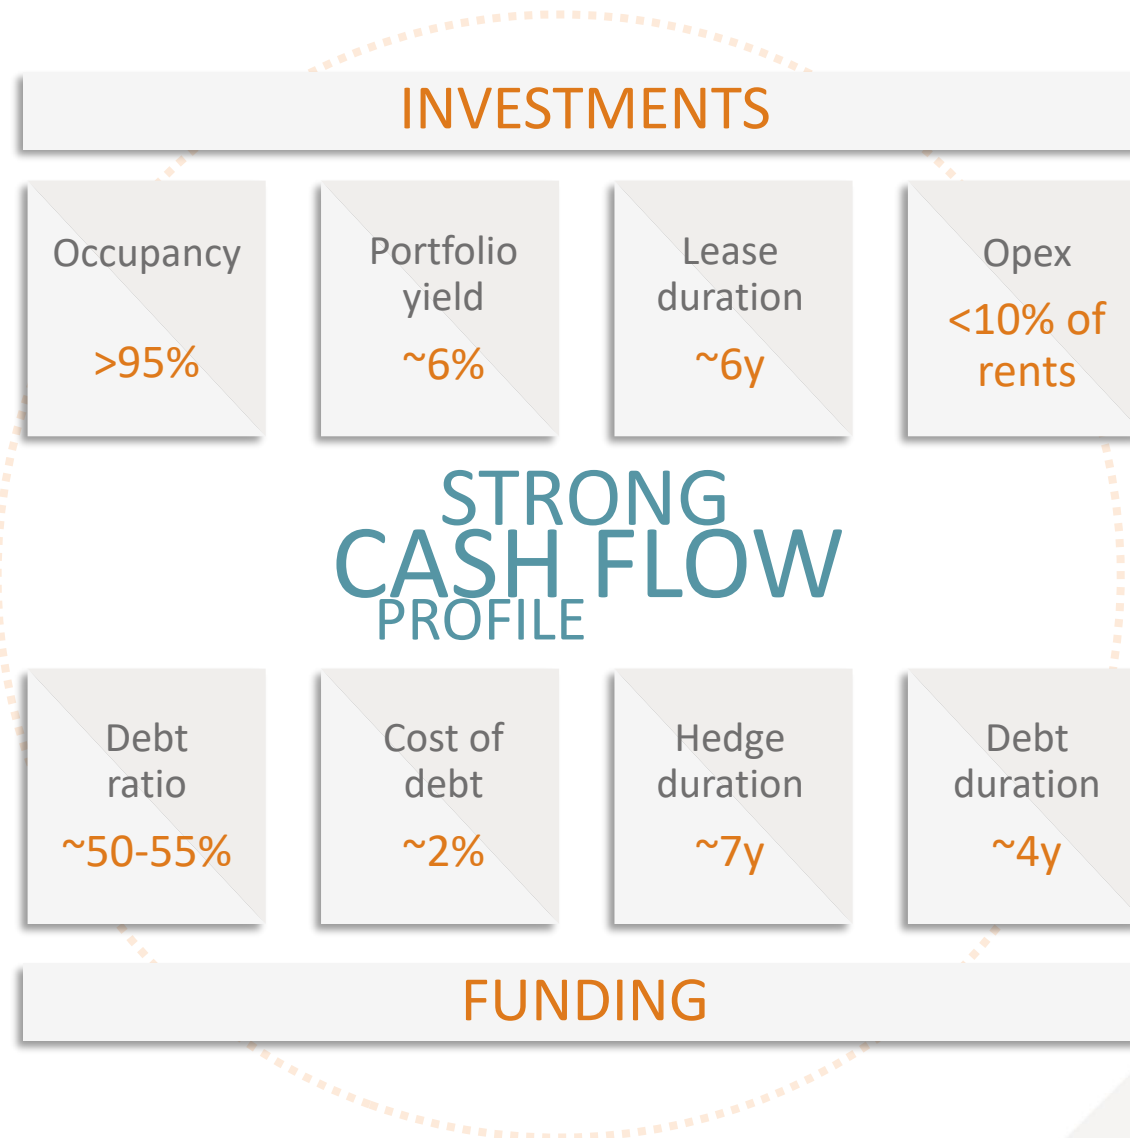 INVESTMENTS
Occupancy
>95%
Portfolio
yield
~6%
Lease
duration
~6y
Opex
<10% of
rents
STRONG
CASH FLOW
PROFILE
Debt
ratio
~50-55%
Cost of
debt
~2%
Hedge
duration
~7y
Debt
duration
~4y
FUNDING